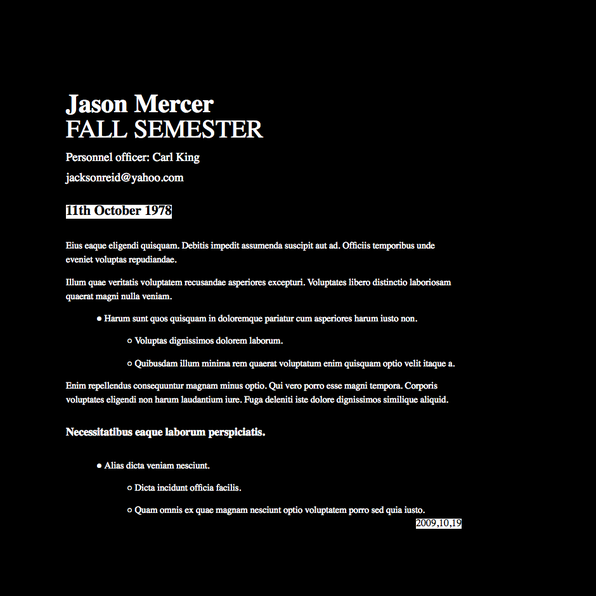 Jason Mercer
FALL SEMESTER
Personnel officer: Carl King
jacksonreid@yahoo.com
11th October 1978
Eius eaque eligendi quisquam. Debitis impedit assumenda suscipit aut ad. Officiis temporibus unde
eveniet voluptas repudiandae.
Illum quae veritatis voluptatem recusandae asperiores excepturi. Voluptates libero distinctio laboriosam
quaerat magni nulla veniam.
● Harum sunt quos quisquam in doloremque pariatur cum asperiores harum iusto non.
○ Voluptas dignissimos dolorem laborum.
○ Quibusdam illum minima rem quaerat voluptatum enim quisquam optio velit itaque a.
Enim repellendus consequuntur magnam minus optio. Qui vero porro esse magni tempora. Corporis
voluptates eligendi non harum laudantium iure. Fuga deleniti iste dolore dignissimos similique aliquid.
Necessitatibus eaque laborum perspiciatis.
● Alias dicta veniam nesciunt.
○ Dicta incidunt officia facilis.
○ Quam omnis ex quae magnam nesciunt optio voluptatem porro sed quia iusto.
2009,10,19